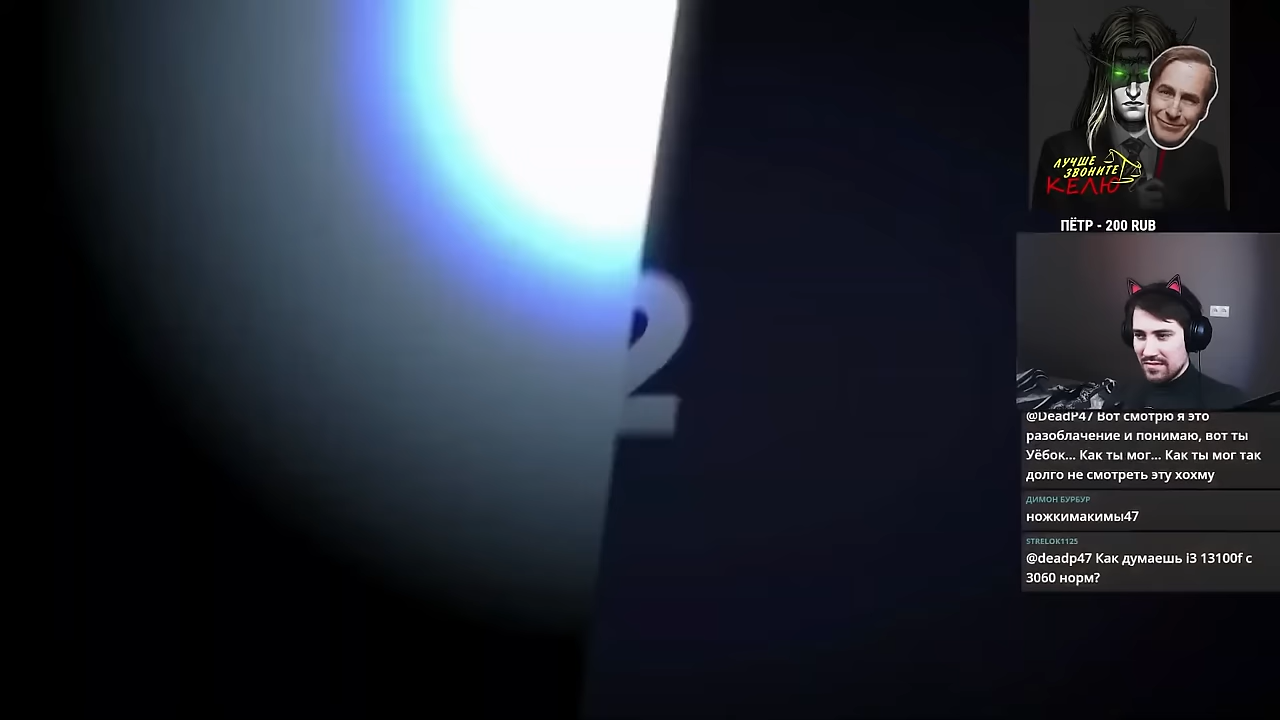 ЛУЧШЕ
ЗВОНИТЕ
КЕЛЮ
ПЁТР - 200 RUB
2
@DeadP47 Вот смотрю я это
разоблачение и понимаю, вот ты
Уёбок... Как ты мог... Как ты мог так
долго не смотреть эту хохму
ДИМОН БУРБУР
ножкимакимы47
STRELOK1125
@deadp47 Как думаешь i3 13100f с
3060 норм?